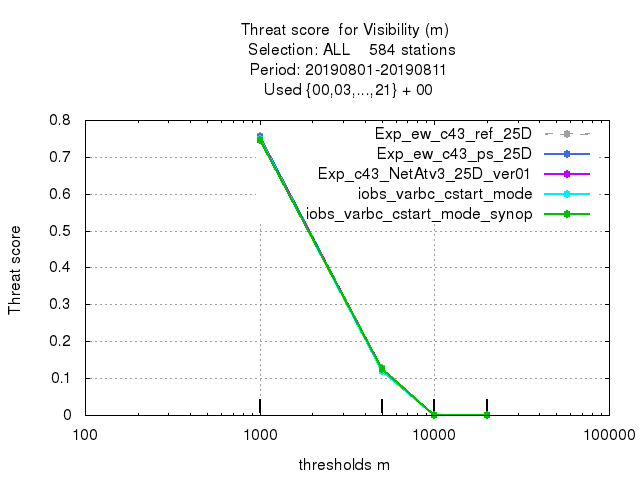 Threat score  for Visibility (m)
Selection: ALL    584 stations
Period: 20190801-20190811
Used {00,03,...,21} + 00
Exp_ew_c43_ref_25D
Exp_ew_c43_ps_25D
Exp_c43_NetAtv3_25D_ver01
iobs_varbc_cstart_mode
iobs_varbc_cstart_mode_synop
Threat score
0.8
0.7
0.6
0.5
0.4
0.3
0.2
0.1
0
100 1000 10000 100000
thresholds m